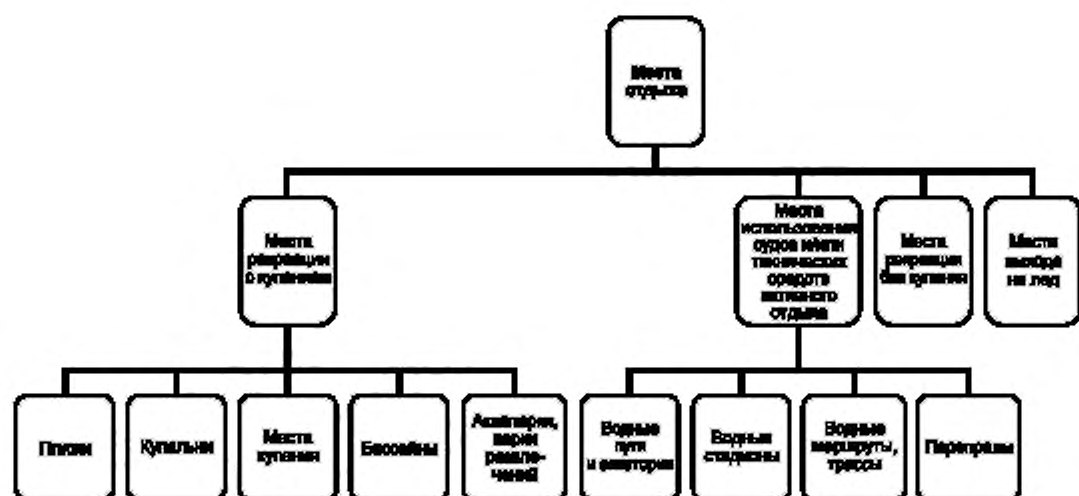 Места
отдыха
Места
рекреации
с купанием
Места
использования
судов и/или
технических
средств
активного
отдыха
Места
рекреации
без купания
Места
выхода
на лед
Пляжи
Купальни
Места
купания
Бассейны
Аквапарки,
парки
развле-
чений
Водные
пути
и акватории
Водные
стадионы
Водные
маршруты,
трассы
Переправы